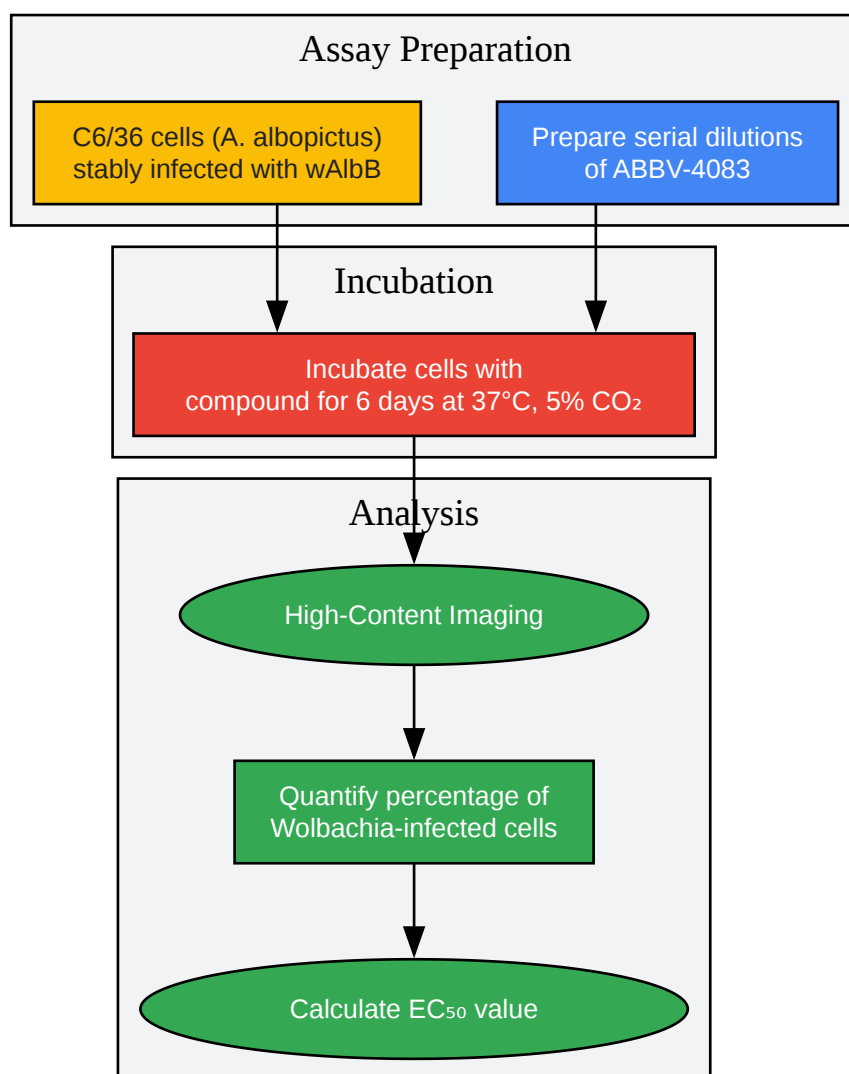 Assay Preparation
C6/36 cells (A. albopictus)
stably infected with wAlbB
Prepare serial dilutions
of ABBV-4083
Incubation
Incubate cells with
compound for 6 days at 37°C, 5% CO₂
Analysis
High-Content Imaging
Quantify percentage of
Wolbachia-infected cells
Calculate EC₅₀ value